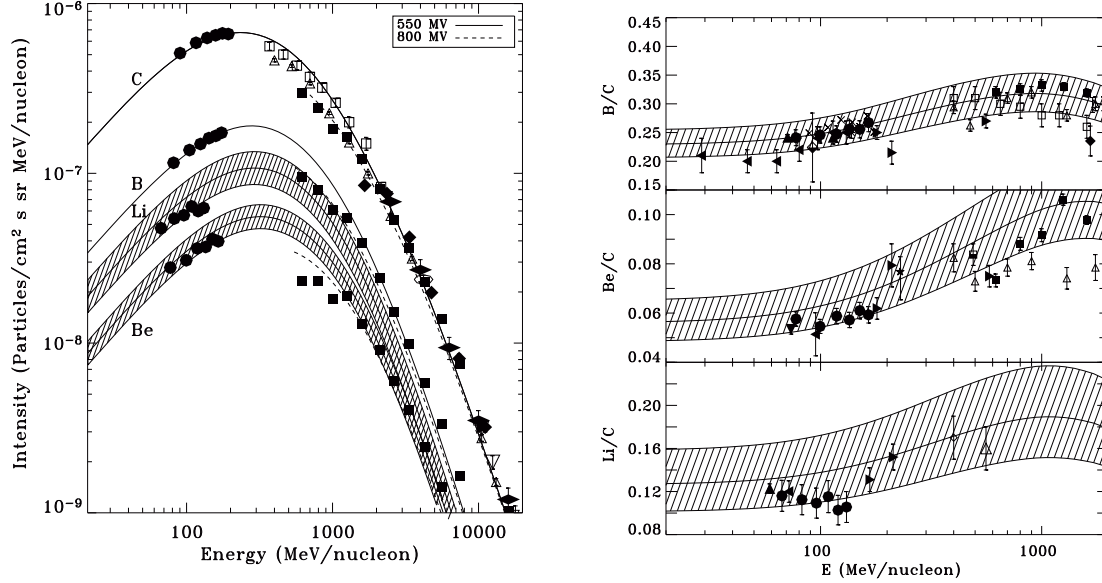 10⁻⁶
10⁻⁷
10⁻⁸
10⁻⁹
Intensity (Particles/cm² s sr MeV/nucleon)
550 MV
800 MV
C
B
Li
Be
100
1000
10000
Energy (MeV/nucleon)
0.45
0.40
0.35
0.30
0.25
0.20
0.15
B/C
0.10
0.08
0.06
0.04
Be/C
0.20
0.16
0.12
0.08
Li/C
100
1000
E (MeV/nucleon)